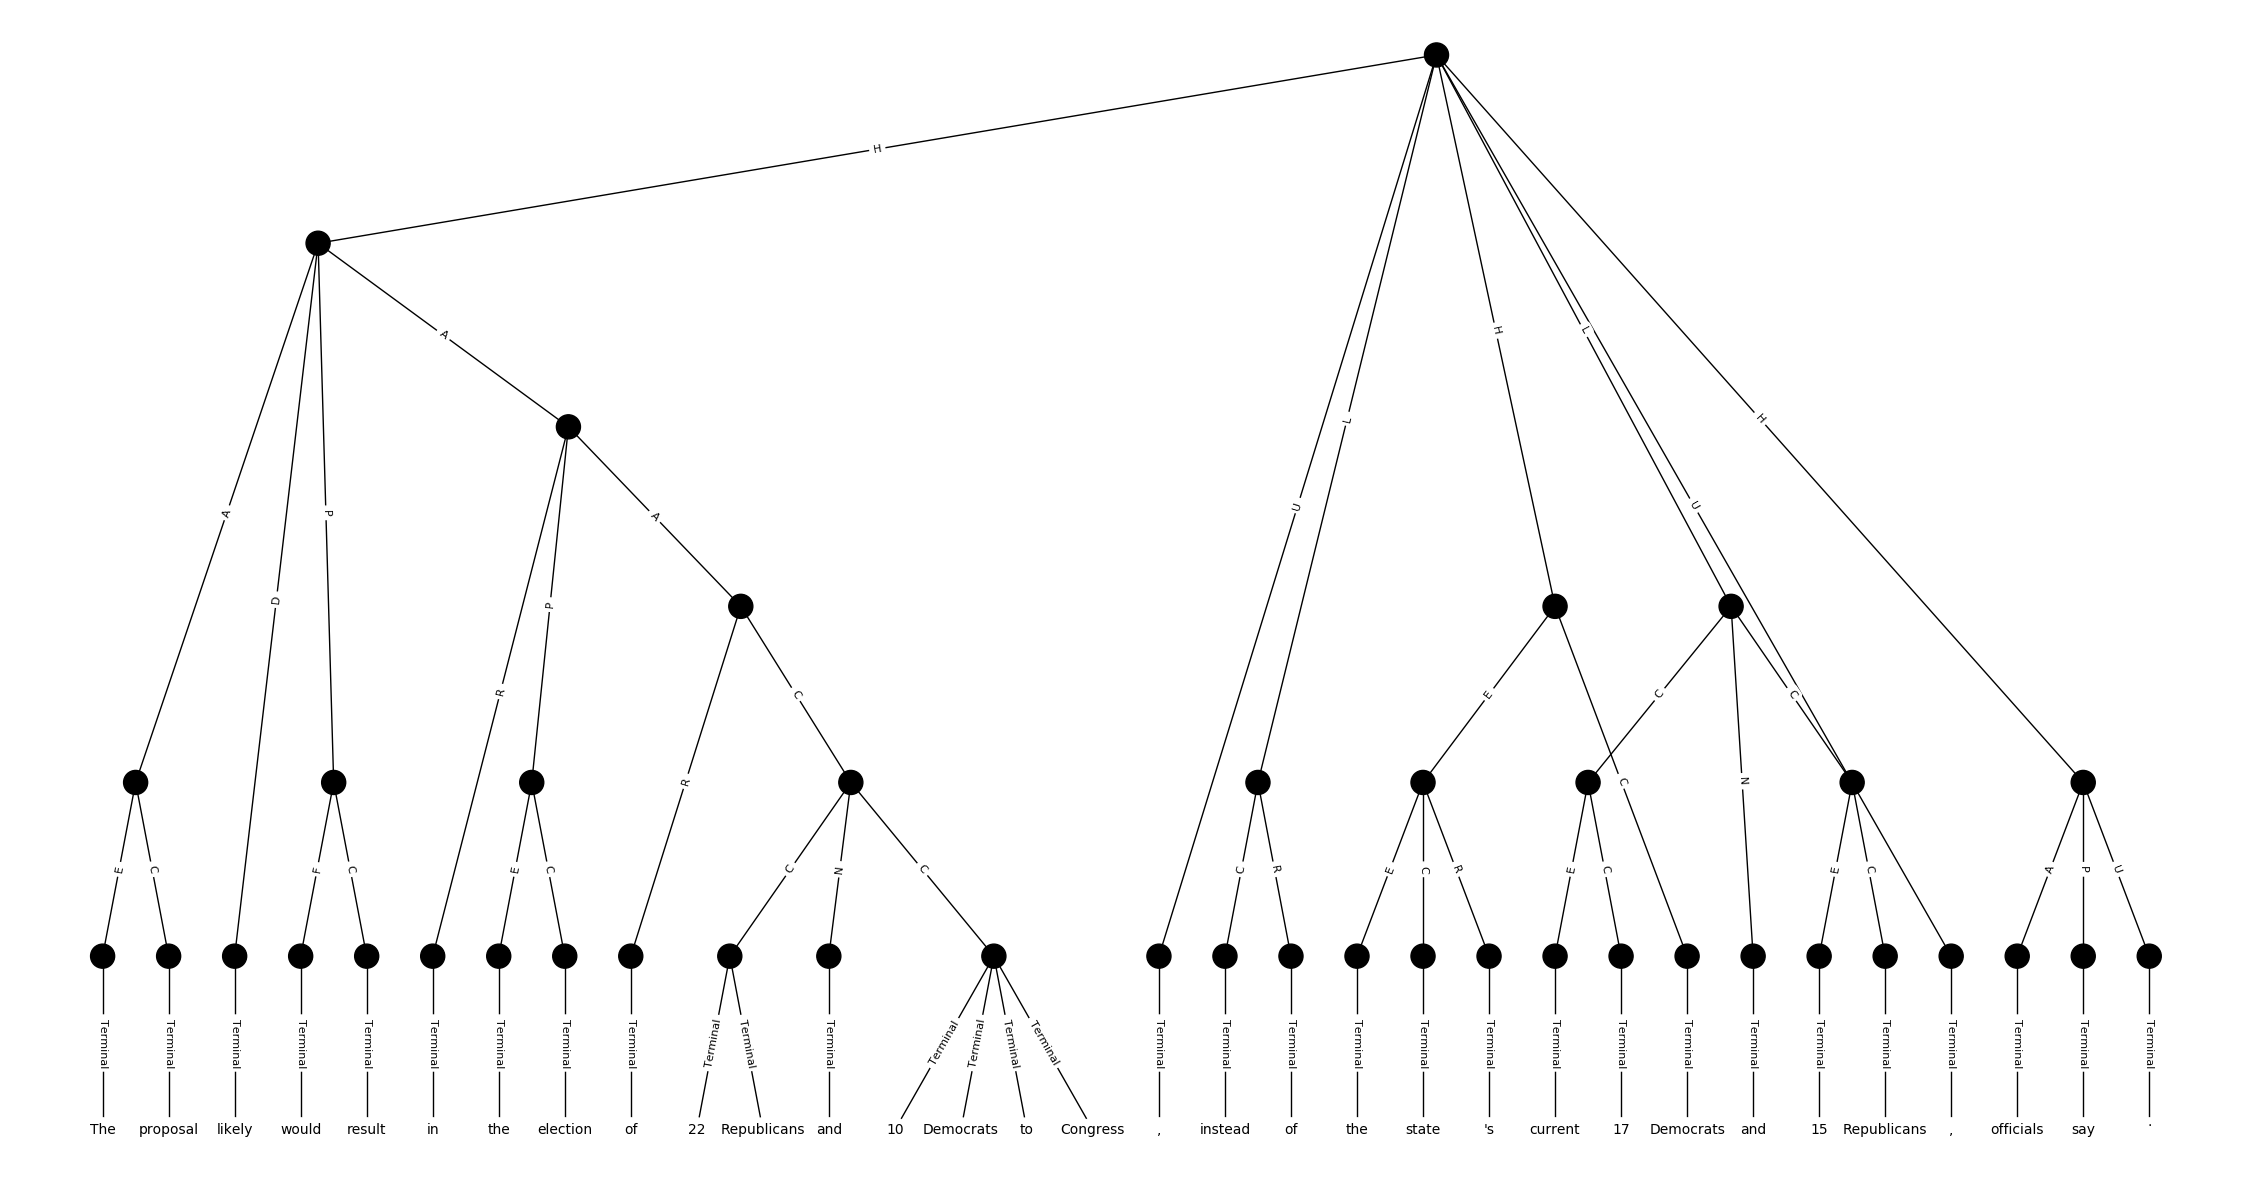 H
A
A
L
H
L
H
A
D
P
A
U
U
R
P
R
C
E
C
C
N
C
E
C
F
C
E
C
C
N
C
C
R
E
C
R
E
C
E
C
A
P
U
Terminal Terminal Terminal Terminal Terminal Terminal Terminal Terminal Terminal Terminal Terminal Terminal Terminal Terminal Terminal Terminal Terminal Terminal Terminal Terminal Terminal Terminal Terminal Terminal Terminal Terminal Terminal Terminal Terminal Terminal Terminal Terminal
The proposal likely would result in the election of 22 Republicans and 10 Democrats to Congress , instead of the state 's current 17 Democrats and 15 Republicans , officials say .